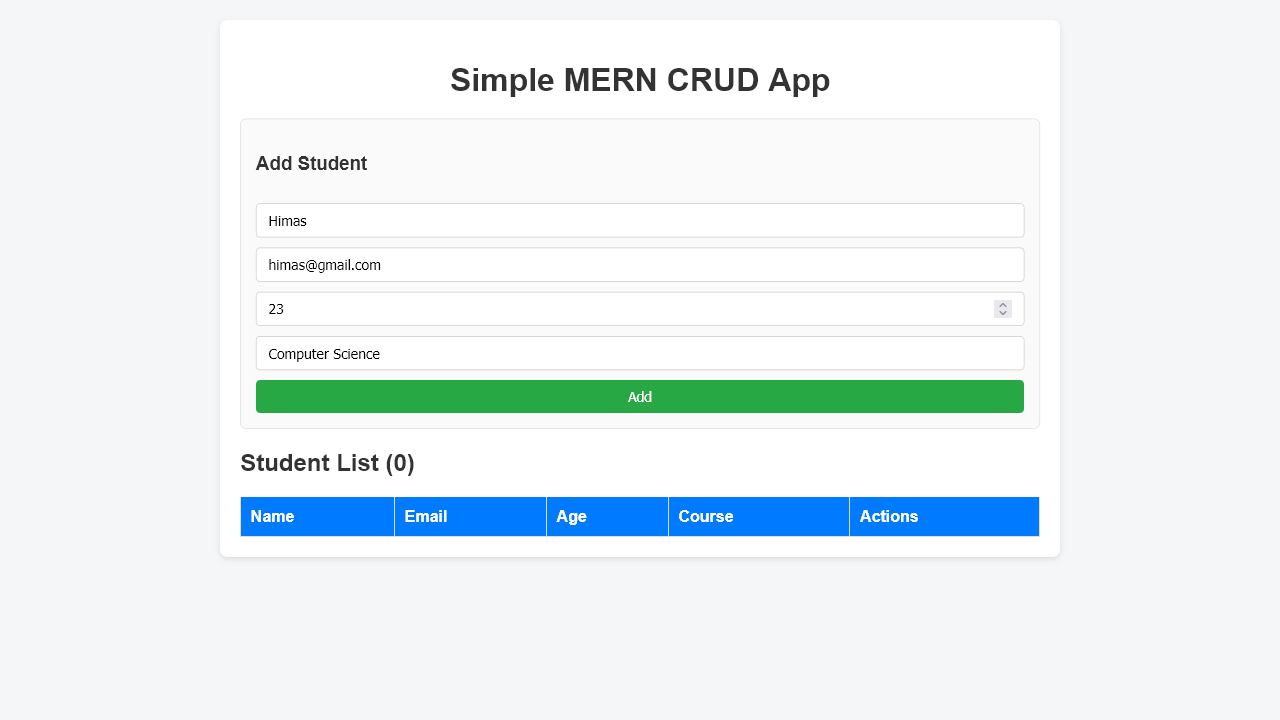 Simple MERN CRUD App
Add Student
Himas
himas@gmail.com
23
Computer Science
Add
Student List (0)
Name Email Age Course Actions